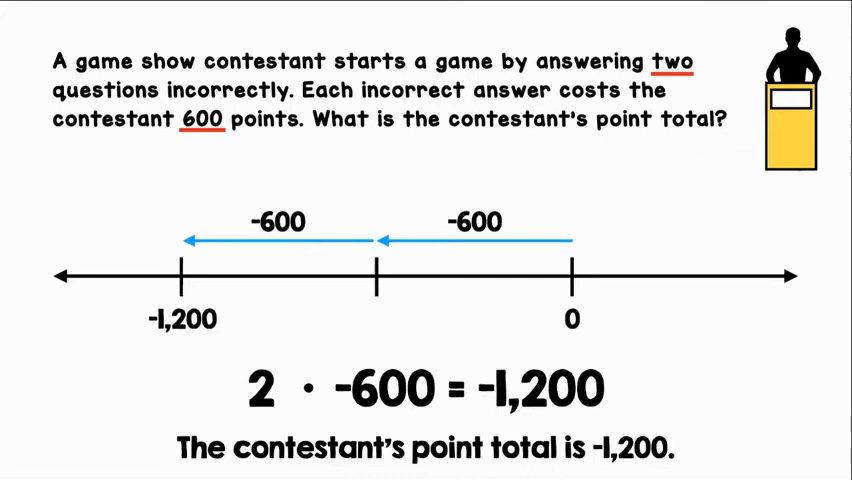 A game show contestant starts a game by answering two
questions incorrectly. Each incorrect answer costs the
contestant 600 points. What is the contestant's point total?
-600 -600
-1,200 0
2 · -600 = -1,200
The contestant's point total is -1,200.